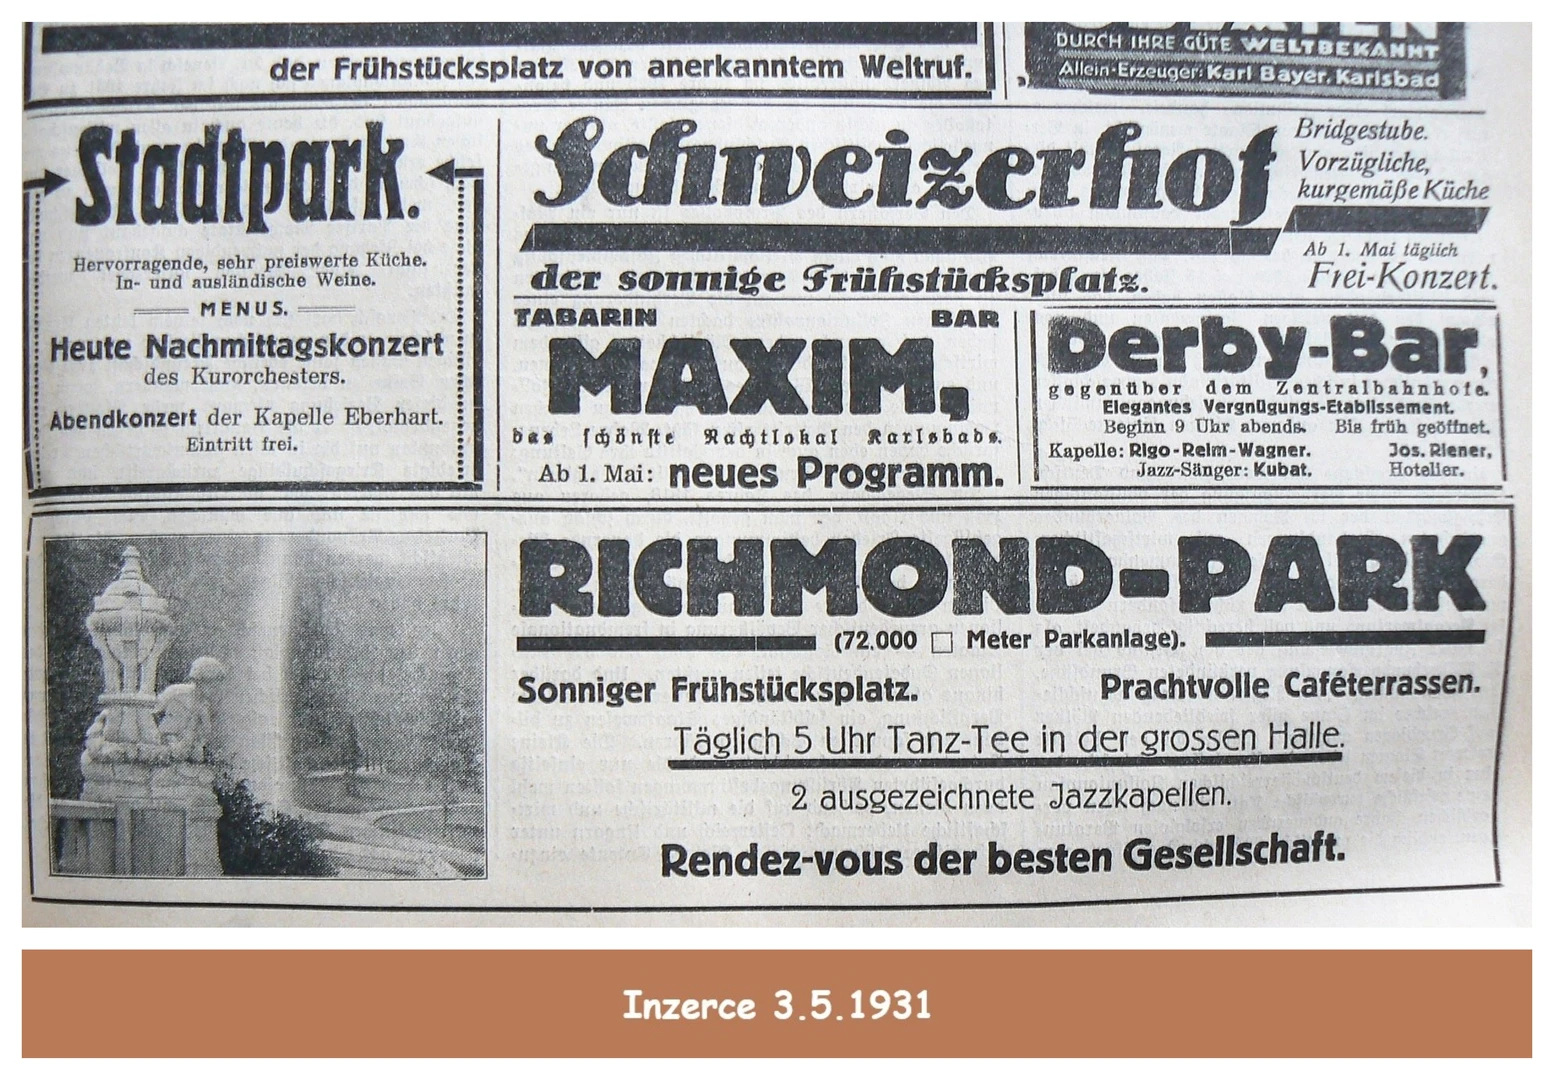 der Frühstücksplatz von anerkanntem Weltruf.
DURCH IHRE GÜTE WELTBEKANNT
Allein-Erzeuger: Karl Bayer, Karlsbad
Stadtpark.
Hervorragende, sehr preiswerte Küche.
In- und ausländische Weine.
MENUS.
Heute Nachmittagskonzert
des Kurorchesters.
Abendkonzert der Kapelle Eberhart.
Eintritt frei.
Schweizerhof
der sonnige Frühstücksplatz.
Bridgestube.
Vorzügliche,
kurgemäße Küche
Ab 1. Mai täglich
Frei-Konzert.
TABARIN BAR
MAXIM,
das schönste Nachtlokal Karlsbads.
Ab 1. Mai: neues Programm.
Derby-Bar,
gegenüber dem Zentralbahnhofe.
Elegantes Vergnügungs-Etablissement.
Beginn 9 Uhr abends. Bis früh geöffnet.
Kapelle: Rigo-Reim-Wagner. Jos. Riener,
Jazz-Sänger: Kubat. Hotelier.
RICHMOND-PARK
(72.000 □ Meter Parkanlage).
Sonniger Frühstücksplatz. Prachtvolle Caféterrassen.
Täglich 5 Uhr Tanz-Tee in der grossen Halle.
2 ausgezeichnete Jazzkapellen.
Rendez-vous der besten Gesellschaft.
Inzerce 3.5.1931